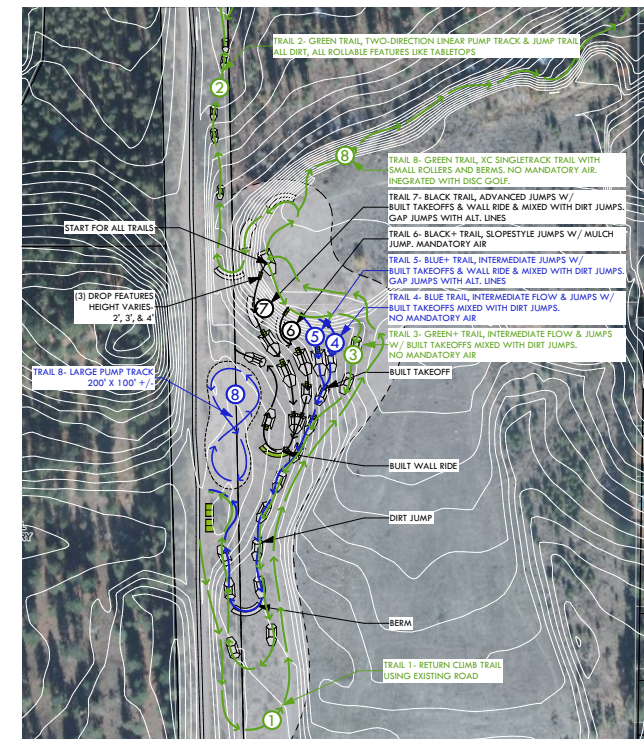 TRAIL 2- GREEN TRAIL, TWO-DIRECTION LINEAR PUMP TRACK & JUMP TRAIL
ALL DIRT, ALL ROLLABLE FEATURES LIKE TABLETOPS
2
8
TRAIL 8- GREEN TRAIL, XC SINGLETRACK TRAIL WITH
SMALL ROLLERS AND BERMS. NO MANDATORY AIR.
INEGRATED WITH DISC GOLF.
TRAIL 7- BLACK TRAIL, ADVANCED JUMPS W/
BUILT TAKEOFFS & WALL RIDE & MIXED WITH DIRT JUMPS.
GAP JUMPS WITH ALT. LINES
START FOR ALL TRAILS
TRAIL 6- BLACK+ TRAIL, SLOPESTYLE JUMPS W/ MULCH
JUMP. MANDATORY AIR
TRAIL 5- BLUE+ TRAIL, INTERMEDIATE JUMPS W/
BUILT TAKEOFFS & WALL RIDE & MIXED WITH DIRT JUMPS.
GAP JUMPS WITH ALT. LINES
(3) DROP FEATURES
HEIGHT VARIES-
2', 3', & 4'
TRAIL 4- BLUE TRAIL, INTERMEDIATE FLOW & JUMPS W/
BUILT TAKEOFFS MIXED WITH DIRT JUMPS.
NO MANDATORY AIR
7
6
5
4
3
TRAIL 3- GREEN+ TRAIL, INTERMEDIATE FLOW & JUMPS
W/ BUILT TAKEOFFS MIXED WITH DIRT JUMPS.
NO MANDATORY AIR
TRAIL 8- LARGE PUMP TRACK
200' X 100' +/-
8
BUILT TAKEOFF
BUILT WALL RIDE
DIRT JUMP
BERM
TRAIL 1- RETURN CLIMB TRAIL
USING EXISTING ROAD
1